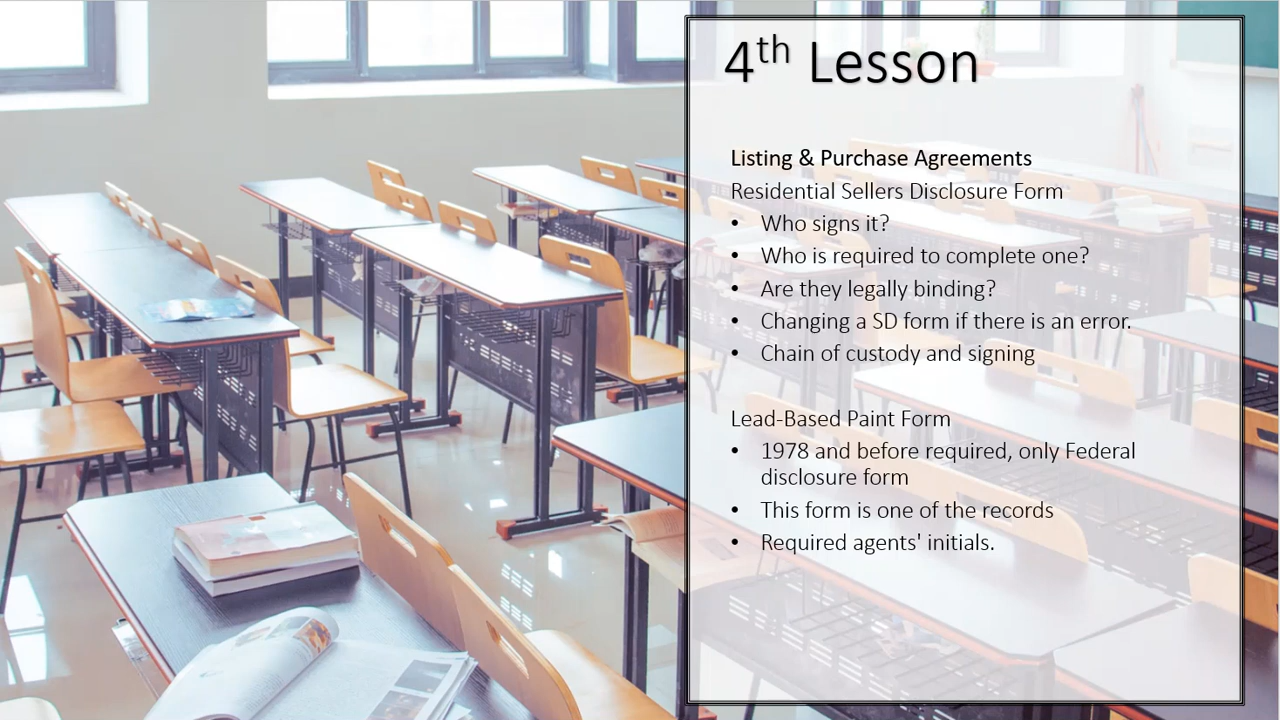 4th Lesson
Listing & Purchase Agreements
Residential Sellers Disclosure Form
• Who signs it?
• Who is required to complete one?
• Are they legally binding?
• Changing a SD form if there is an error.
• Chain of custody and signing
Lead-Based Paint Form
• 1978 and before required, only Federal
disclosure form
• This form is one of the records
• Required agents' initials.